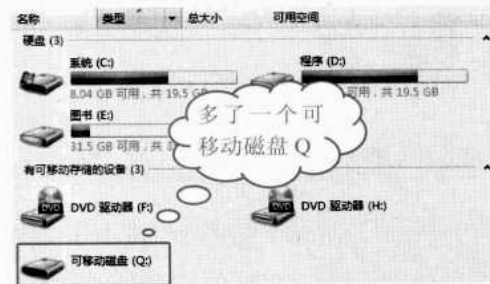 名称 类型 总大小 可用空间
硬盘 (3)
系统 (C:) 程序 (D:)
8.04 GB 可用，共 19.5 可用，共 19.5 GB
图书 (E:)
31.5 GB 可用，共
多了一个可
移动磁盘 Q
有可移动存储的设备 (3)
DVD 驱动器 (F:) DVD 驱动器 (H:)
可移动磁盘 (Q:)